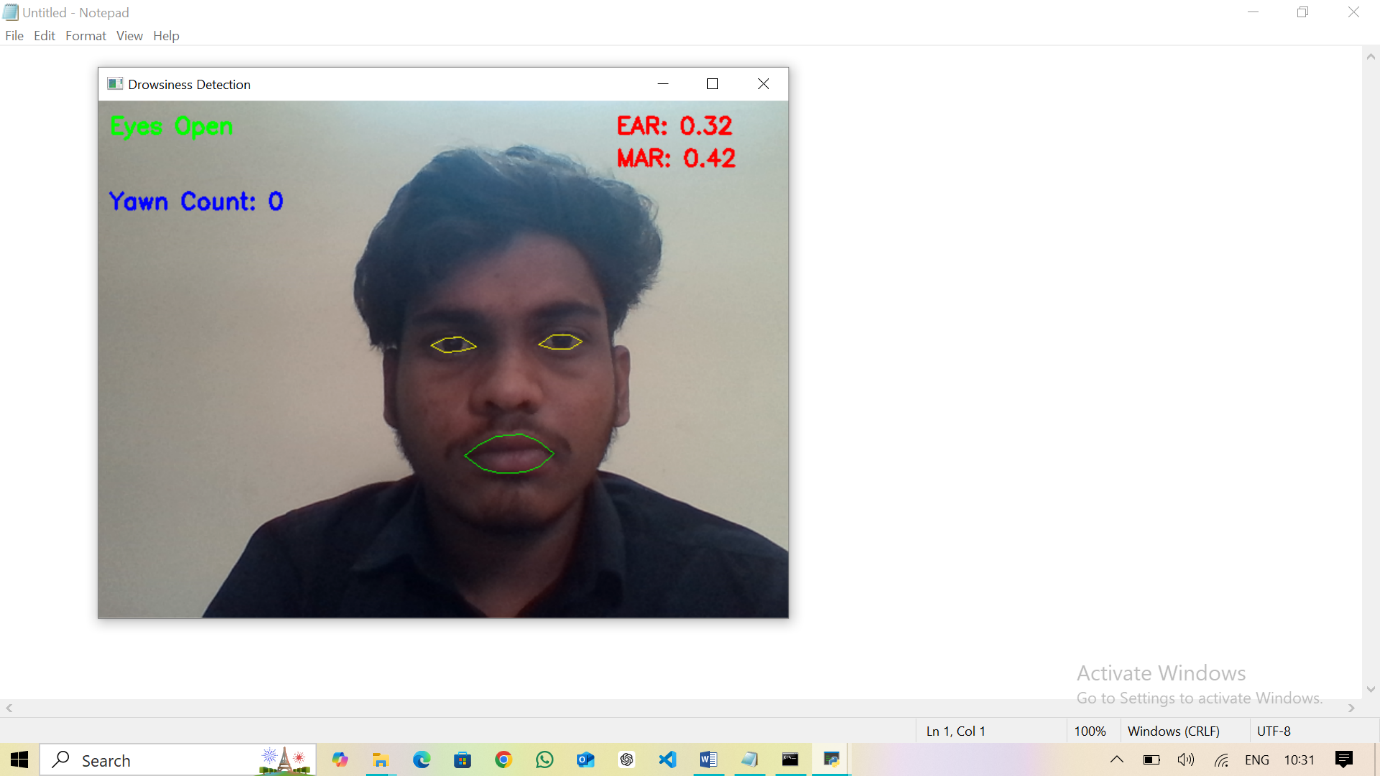 Untitled - Notepad
File Edit Format View Help
Drowsiness Detection
Eyes Open
EAR: 0.32
MAR: 0.42
Yawn Count: 0
Activate Windows
Go to Settings to activate Windows.
Ln 1, Col 1
100%
Windows (CRLF)
UTF-8
Search
ENG
10:31